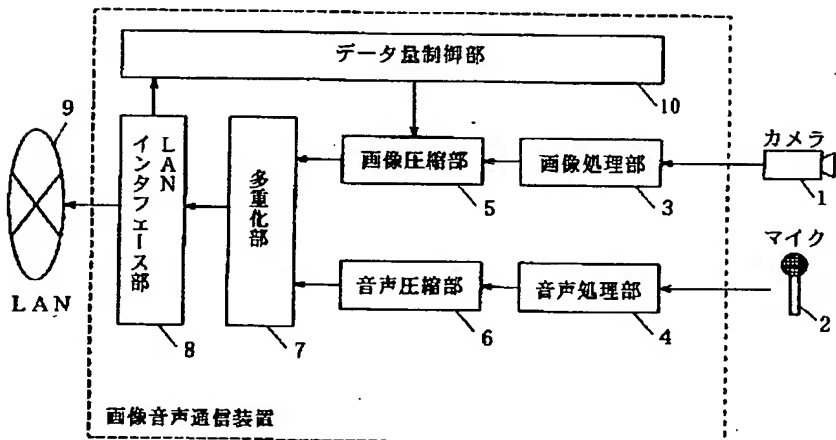 データ量制御部
10
9
LAN
インタフェース部
多重化部
画像圧縮部
画像処理部
カメラ
5
3
1
マイク
音声圧縮部
音声処理部
LAN
8
7
6
4
2
画像音声通信装置